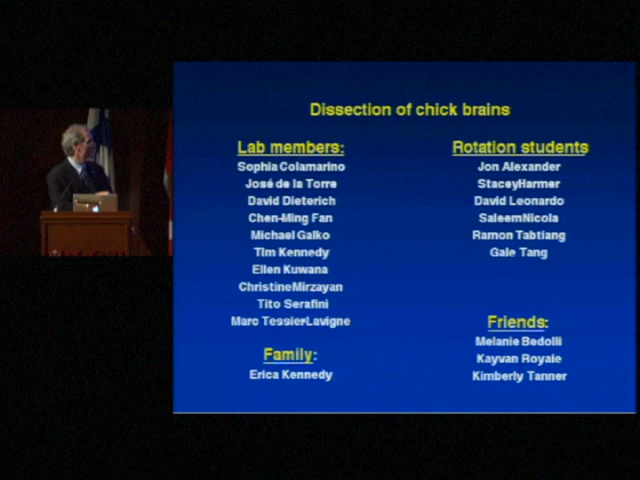 Dissection of chick brains
Lab members:
Sophia Colamarino
José de la Torre
David Dieterich
Chen-Ming Fan
Michael Galko
Tim Kennedy
Ellen Kuwana
ChristineMirzayan
Tito Serafini
Marc TessierLavigne
Family:
Erica Kennedy
Rotation students
Jon Alexander
StaceyHarmer
David Leonardo
SaleemNicola
Ramon Tabtiang
Gale Tang
Friends:
Melanie Bedolli
Kayvan Royale
Kimberly Tanner